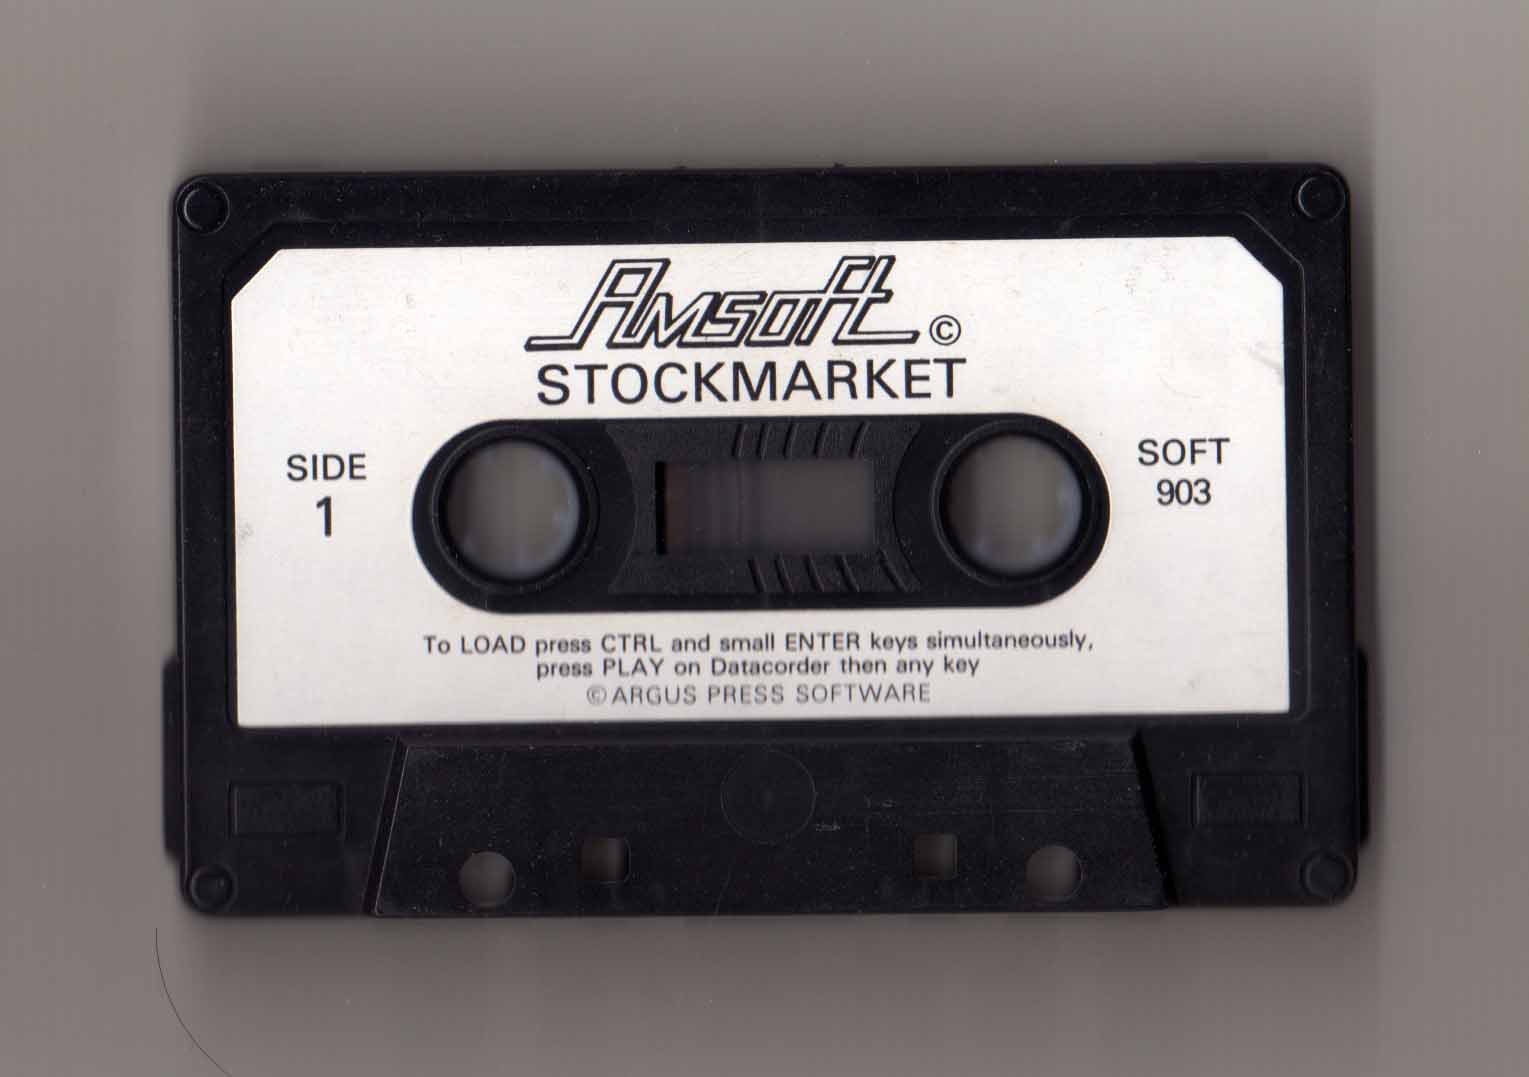 Amsoft ©
STOCKMARKET
SIDE
1
SOFT
903
To LOAD press CTRL and small ENTER keys simultaneously,
press PLAY on Datacorder then any key
©ARGUS PRESS SOFTWARE